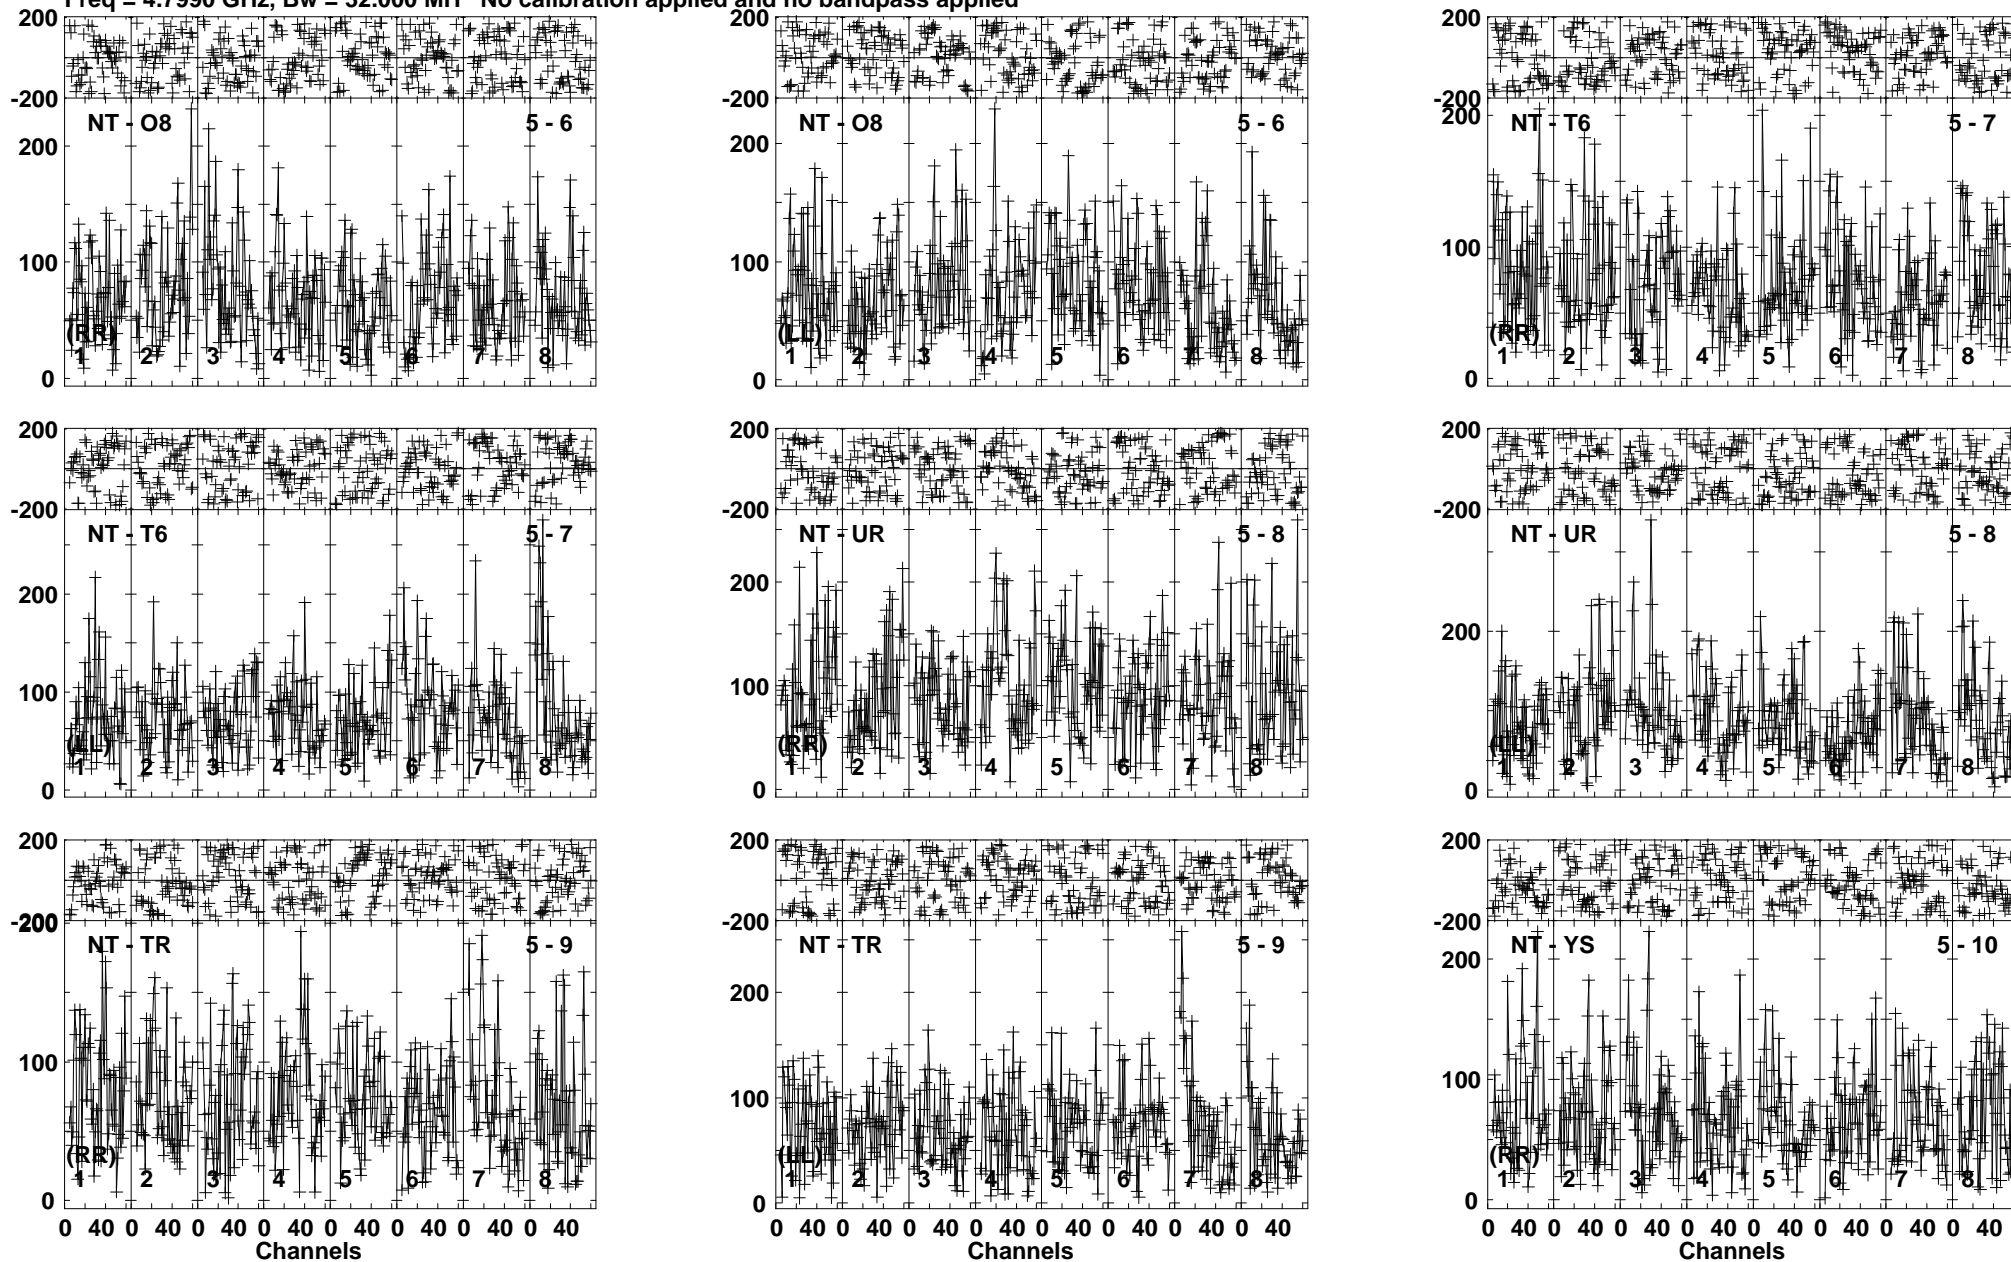 Freq = 4.7990 GHz, Bw = 32.000 MH No calibration applied and no bandpass applied
200 200 200
-200 -200 -200
NT - O8 5 - 6 NT - O8 5 - 6 NT - T6 5 - 7
200 200 200
100 100 100
(RR) (LL) (RR)
1 2 3 4 5 6 7 8 1 2 3 4 5 6 7 8 1 2 3 4 5 6 7 8
0 0 0
200 200 200
-200 -200 -200
NT - T6 5 - 7 NT - UR 5 - 8 NT - UR 5 - 8
200 200 200
100 100
(LL) (RR) (LL)
1 2 3 4 5 6 7 8 1 2 3 4 5 6 7 8 1 2 3 4 5 6 7 8
0 0 0
200 200 200
-200 -200 -200
200
NT - TR 5 - 9 NT - TR 5 - 9 NT - YS 5 - 10
200 200
100 100 100
(RR) (LL) (RR)
1 2 3 4 5 6 7 8 1 2 3 4 5 6 7 8 1 2 3 4 5 6 7 8
0 0 0
0 40 0 40 0 40 0 40 0 40 0 40 0 40 0 40 0 40 0 40 0 40 0 40 0 40 0 40 0 40 0 40 0 40 0 40 0 40 0 40 0 40 0 40 0 40 0 40
Channels Channels Channels